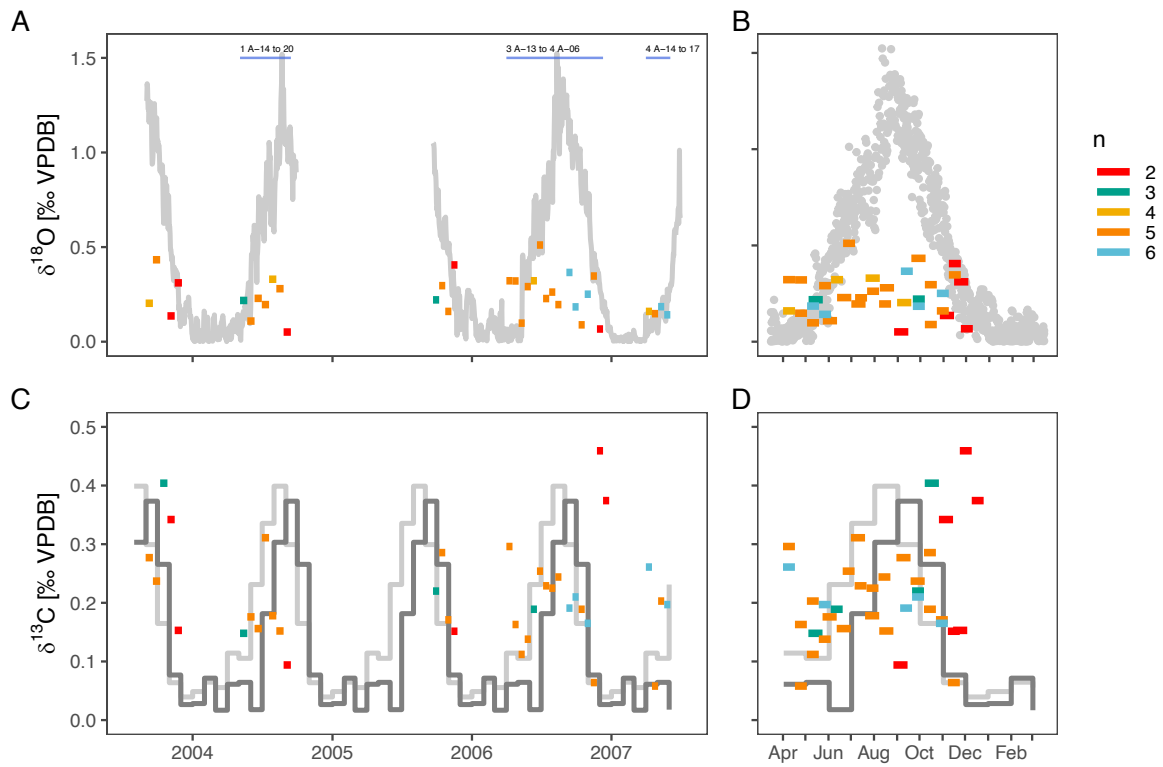 A
B
1 A−14 to 20
3 A−13 to 4 A−06
4 A−14 to 17
1.5
1.0
0.5
0.0
δ18O [‰ VPDB]
n
2
3
4
5
6
C
D
0.5
0.4
0.3
0.2
0.1
0.0
δ13C [‰ VPDB]
2004
2005
2006
2007
Apr
Jun
Aug
Oct
Dec
Feb